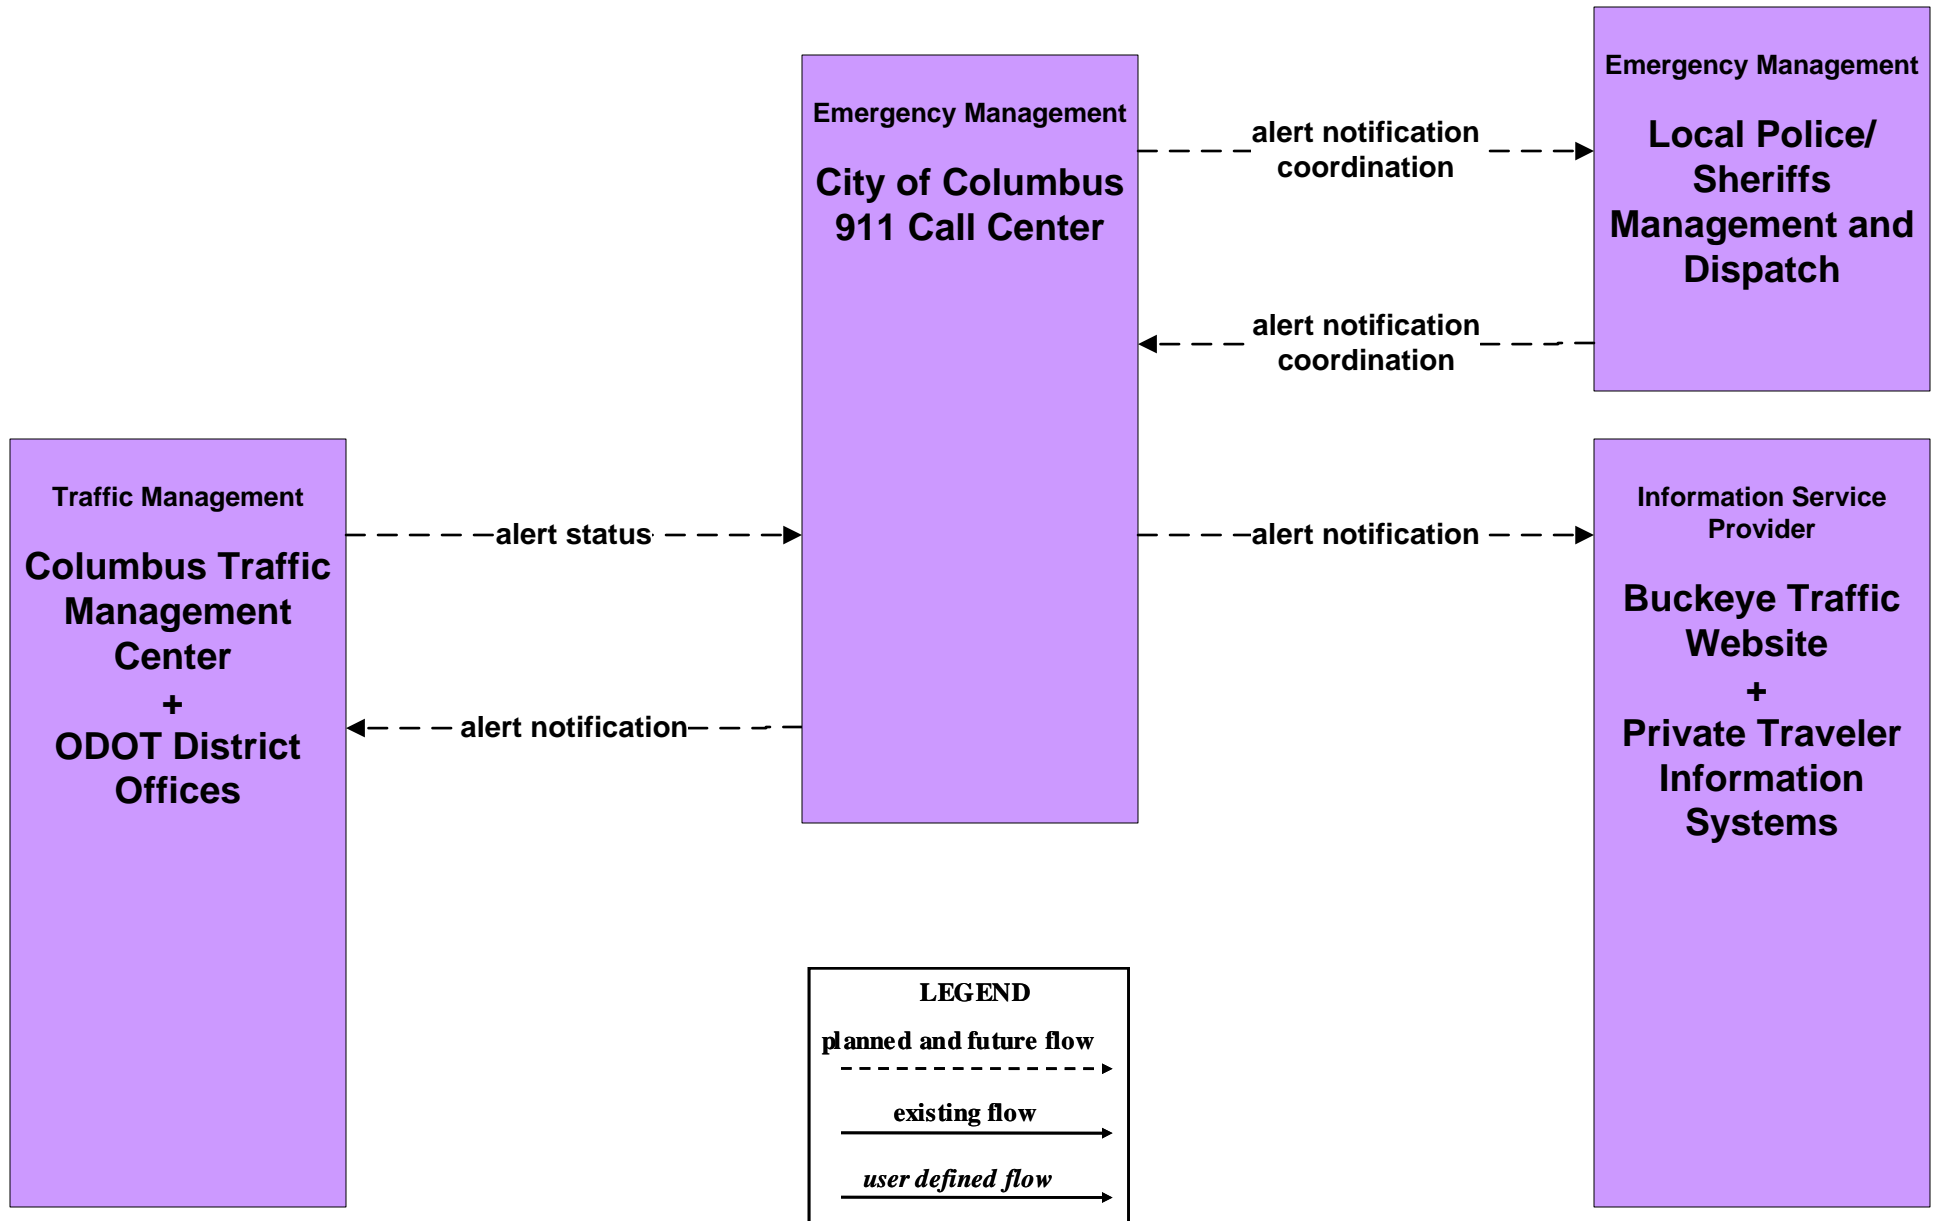 Emergency Management
Local Police/
Sheriffs
Management and
Dispatch
Emergency Management
City of Columbus
911 Call Center
alert notification
coordination
alert notification
coordination
Traffic Management
Columbus Traffic
Management
Center
+
ODOT District
Offices
alert status
alert notification
alert notification
Information Service
Provider
Buckeye Traffic
Website
+
Private Traveler
Information
Systems
LEGEND
planned and future flow
existing flow
user defined flow